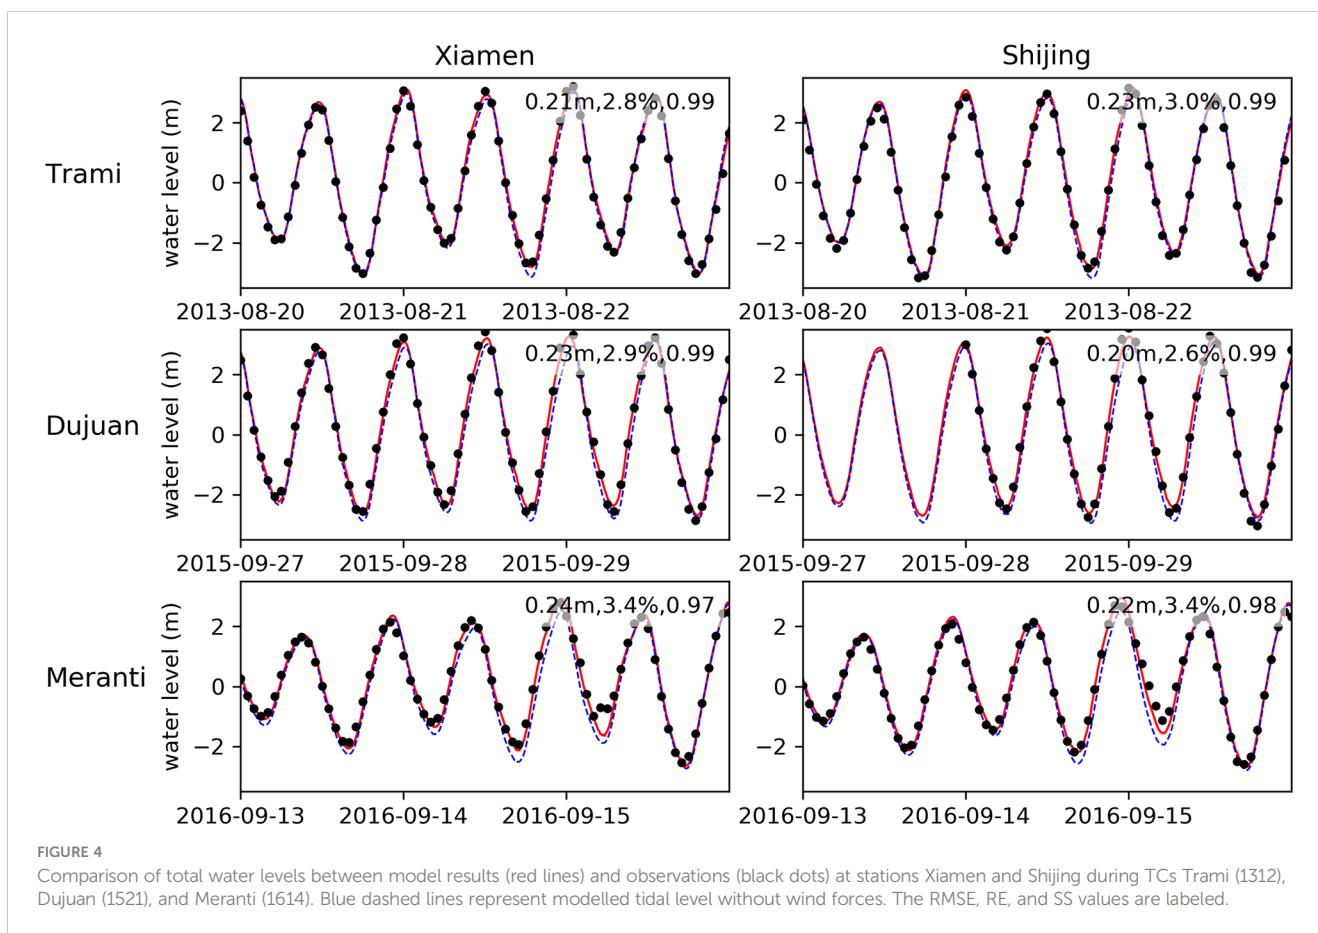 Xiamen
Shijing
Trami
water level (m)
2
0
−2
0.21m,2.8%,0.99
0.23m,3.0%,0.99
2
0
−2
2013-08-20
2013-08-21
2013-08-22
2013-08-20
2013-08-21
2013-08-22
Dujuan
water level (m)
2
0
−2
0.23m,2.9%,0.99
0.20m,2.6%,0.99
2
0
−2
2015-09-27
2015-09-28
2015-09-29
2015-09-27
2015-09-28
2015-09-29
Meranti
water level (m)
2
0
−2
0.24m,3.4%,0.97
0.22m,3.4%,0.98
2
0
−2
2016-09-13
2016-09-14
2016-09-15
2016-09-13
2016-09-14
2016-09-15
FIGURE 4
Comparison of total water levels between model results (red lines) and observations (black dots) at stations Xiamen and Shijing during TCs Trami (1312),
Dujuan (1521), and Meranti (1614). Blue dashed lines represent modelled tidal level without wind forces. The RMSE, RE, and SS values are labeled.